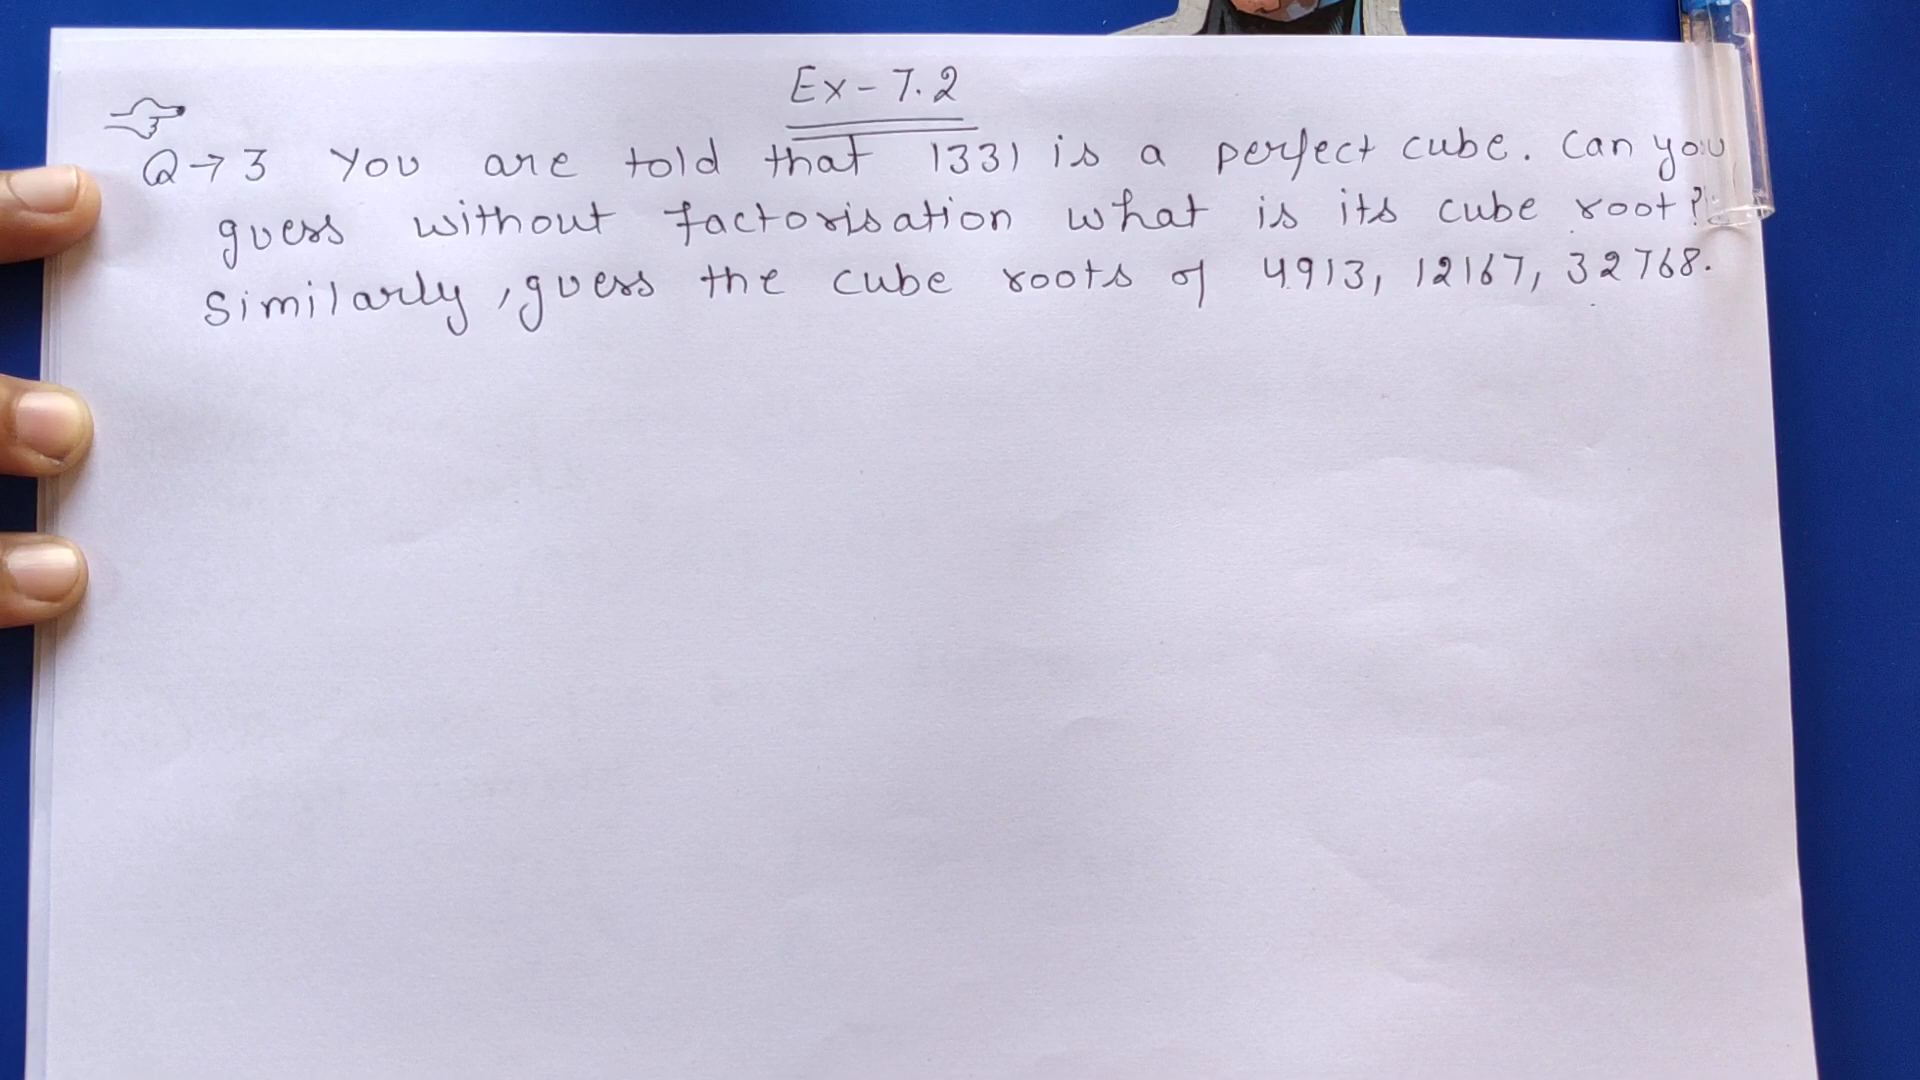 Ex-7.2
Q→3 You are told that 1331 is a perfect cube. Can you
guess without factorisation what is its cube root?
Similarly, guess the cube roots of 4913, 12167, 32768.